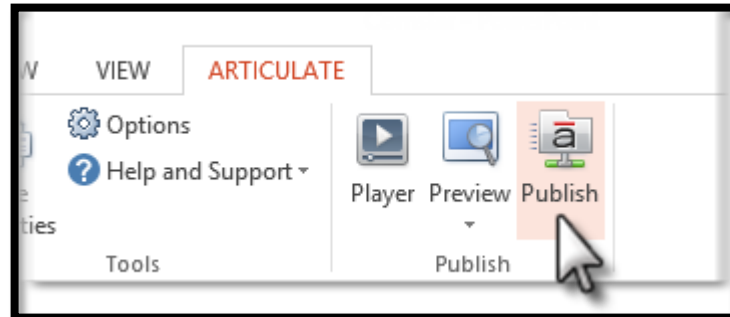 VIEW ARTICULATE
Options
Help and Support
Player Preview Publish
Tools Publish